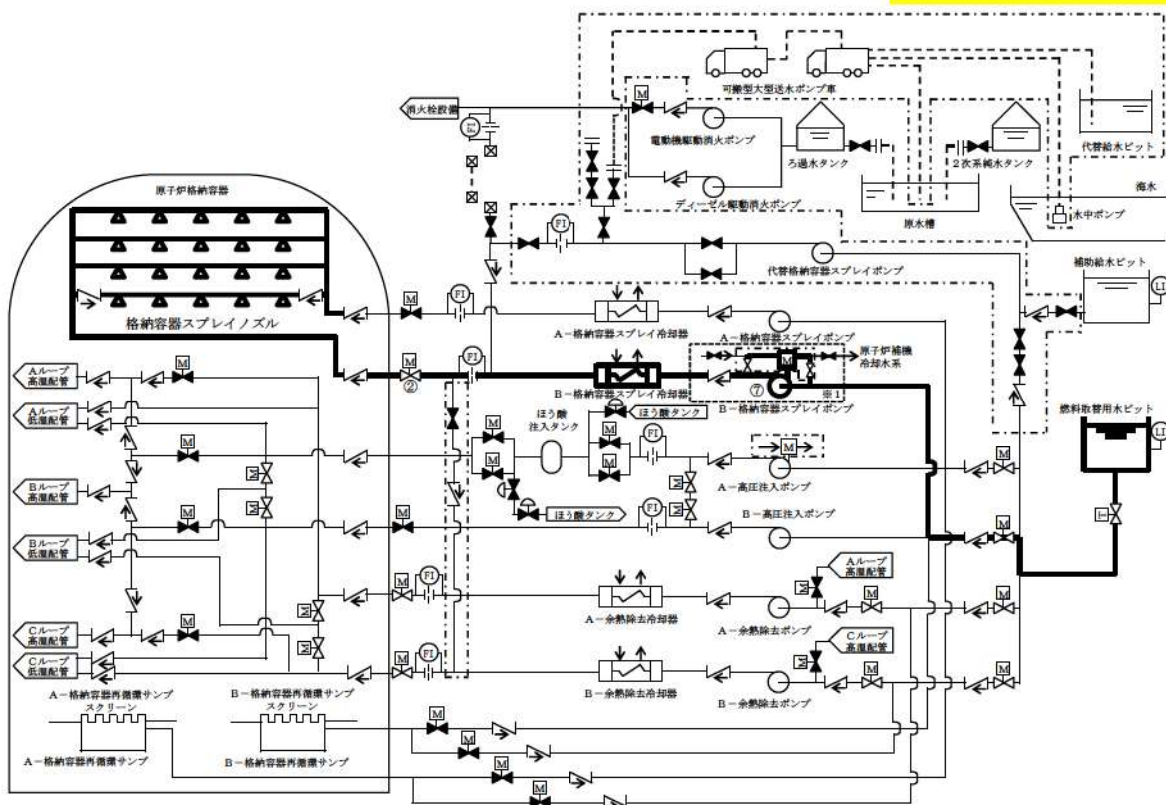 可搬型大型送水ポンプ車
消火栓設備
M
FI
電動機駆動消火ポンプ
ろ過水タンク
2次系純水タンク
代替給水ピット
ディーゼル駆動消火ポンプ
原水槽
海水
水中ポンプ
原子炉格納容器
FI
代替格納容器スプレイポンプ
補助給水ピット
LI
格納容器スプレイノズル
M
FI
A-格納容器スプレイ冷却器
A-格納容器スプレイポンプ
原子炉補機
冷却水系
M
FI
M
②
B-格納容器スプレイ冷却器
⑦
※1
B-格納容器スプレイポンプ
燃料取替用水ピット
LI
Aループ
高温配管
M
Aループ
低温配管
ほう酸
注入タンク
ほう酸タンク
M
M
M
M
M
FI
M
M
A-高圧注入ポンプ
M
M
M
Bループ
高温配管
ほう酸タンク
M
M
FI
M
B-高圧注入ポンプ
M
I
Bループ
低温配管
Aループ
高温配管
M
FI
M
M
M
M
A-余熱除去冷却器
A-余熱除去ポンプ
Cループ
高温配管
M
M
Cループ
高温配管
Cループ
低温配管
M
FI
M
M
M
B-余熱除去冷却器
B-余熱除去ポンプ
A-格納容器再循環サンプ
スクリーン
B-格納容器再循環サンプ
スクリーン
M
M
A-格納容器再循環サンプ
B-格納容器再循環サンプ
M
M